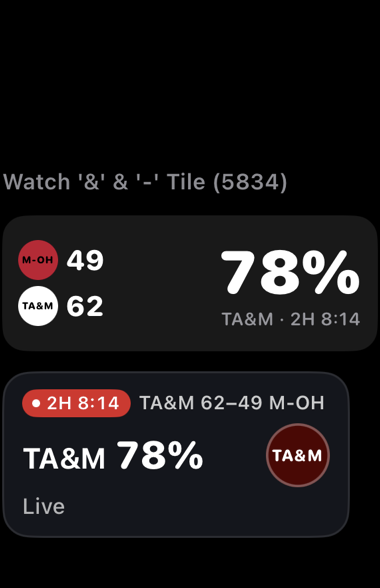 Watch '&' & '-' Tile (5834)
M-OH 49
78%
TA&M 62
TA&M · 2H 8:14
2H 8:14 TA&M 62–49 M-OH
TA&M 78%
TA&M
Live